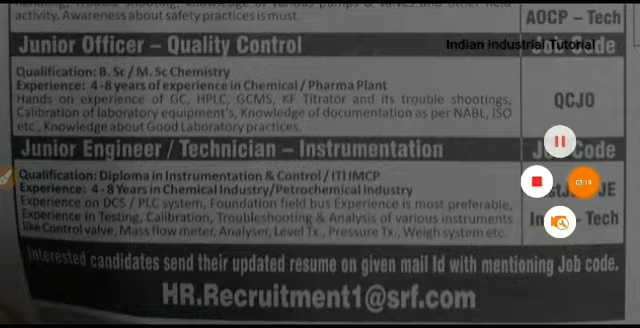 activity, Awareness about safety practices is must.
AOCP - Tech
Junior Officer - Quality Control
Indian industrial Tutorial
Job Code
Qualification: B. Sc / M. Sc Chemistry
Experience: 4 -8 years of experience in Chemical / Pharma Plant
Hands on experience of GC, HPLC, GCMS, KF Titrator and its trouble shootings,
Calibration of laboratory equipment's, Knowledge of documentation as per NABL, ISO
etc., Knowledge about Good Laboratory practices.
QCJO
Junior Engineer / Technician - Instrumentation
Code
Qualification: Diploma in Instrumentation & Control / ITI IMCP
Experience: 4 - 8 Years in Chemical Industry/Petrochemical Industry
Experience on DCS / PLC system, Foundation field bus Experience is most preferable,
Experience in Testing, Calibration, Troubleshooting & Analysis of various instruments
like Control valve, Mass flow meter, Analyser, Level Tx., Pressure Tx., Weigh system etc.
03:19
JE
- Tech
Interested candidates send their updated resume on given mail Id with mentioning Job code.
HR.Recruitment1@srf.com